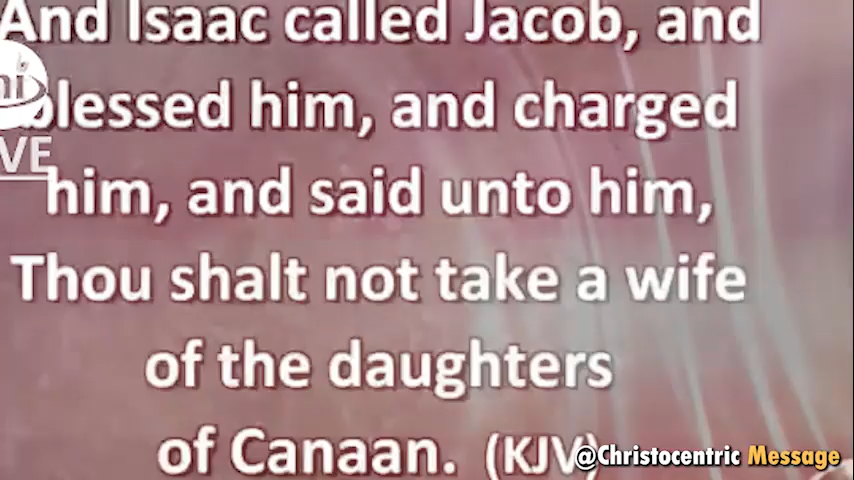 And Isaac called Jacob, and
blessed him, and charged
him, and said unto him,
Thou shalt not take a wife
of the daughters
of Canaan. (KJV)
@Christocentric Message